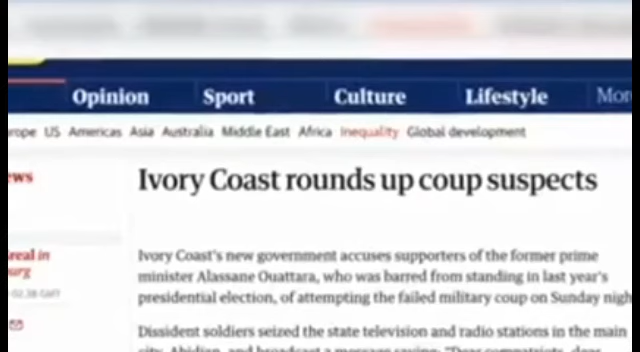 Opinion Sport Culture Lifestyle Mor
rope US Americas Asia Australia Middle East Africa Inequality Global development
ews
Ivory Coast rounds up coup suspects
real in
urg
Ivory Coast's new government accuses supporters of the former prime
minister Alassane Ouattara, who was barred from standing in last year's
presidential election, of attempting the failed military coup on Sunday nigh
Dissident soldiers seized the state television and radio stations in the main